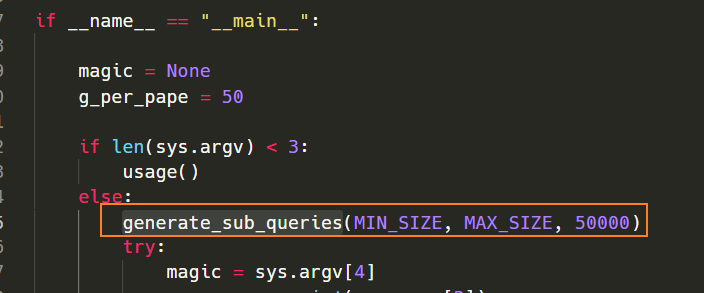 if __name__ == "__main__":
magic = None
g_per_pape = 50
if len(sys.argv) < 3:
usage()
else:
generate_sub_queries(MIN_SIZE, MAX_SIZE, 50000)
try:
magic = sys.argv[4]